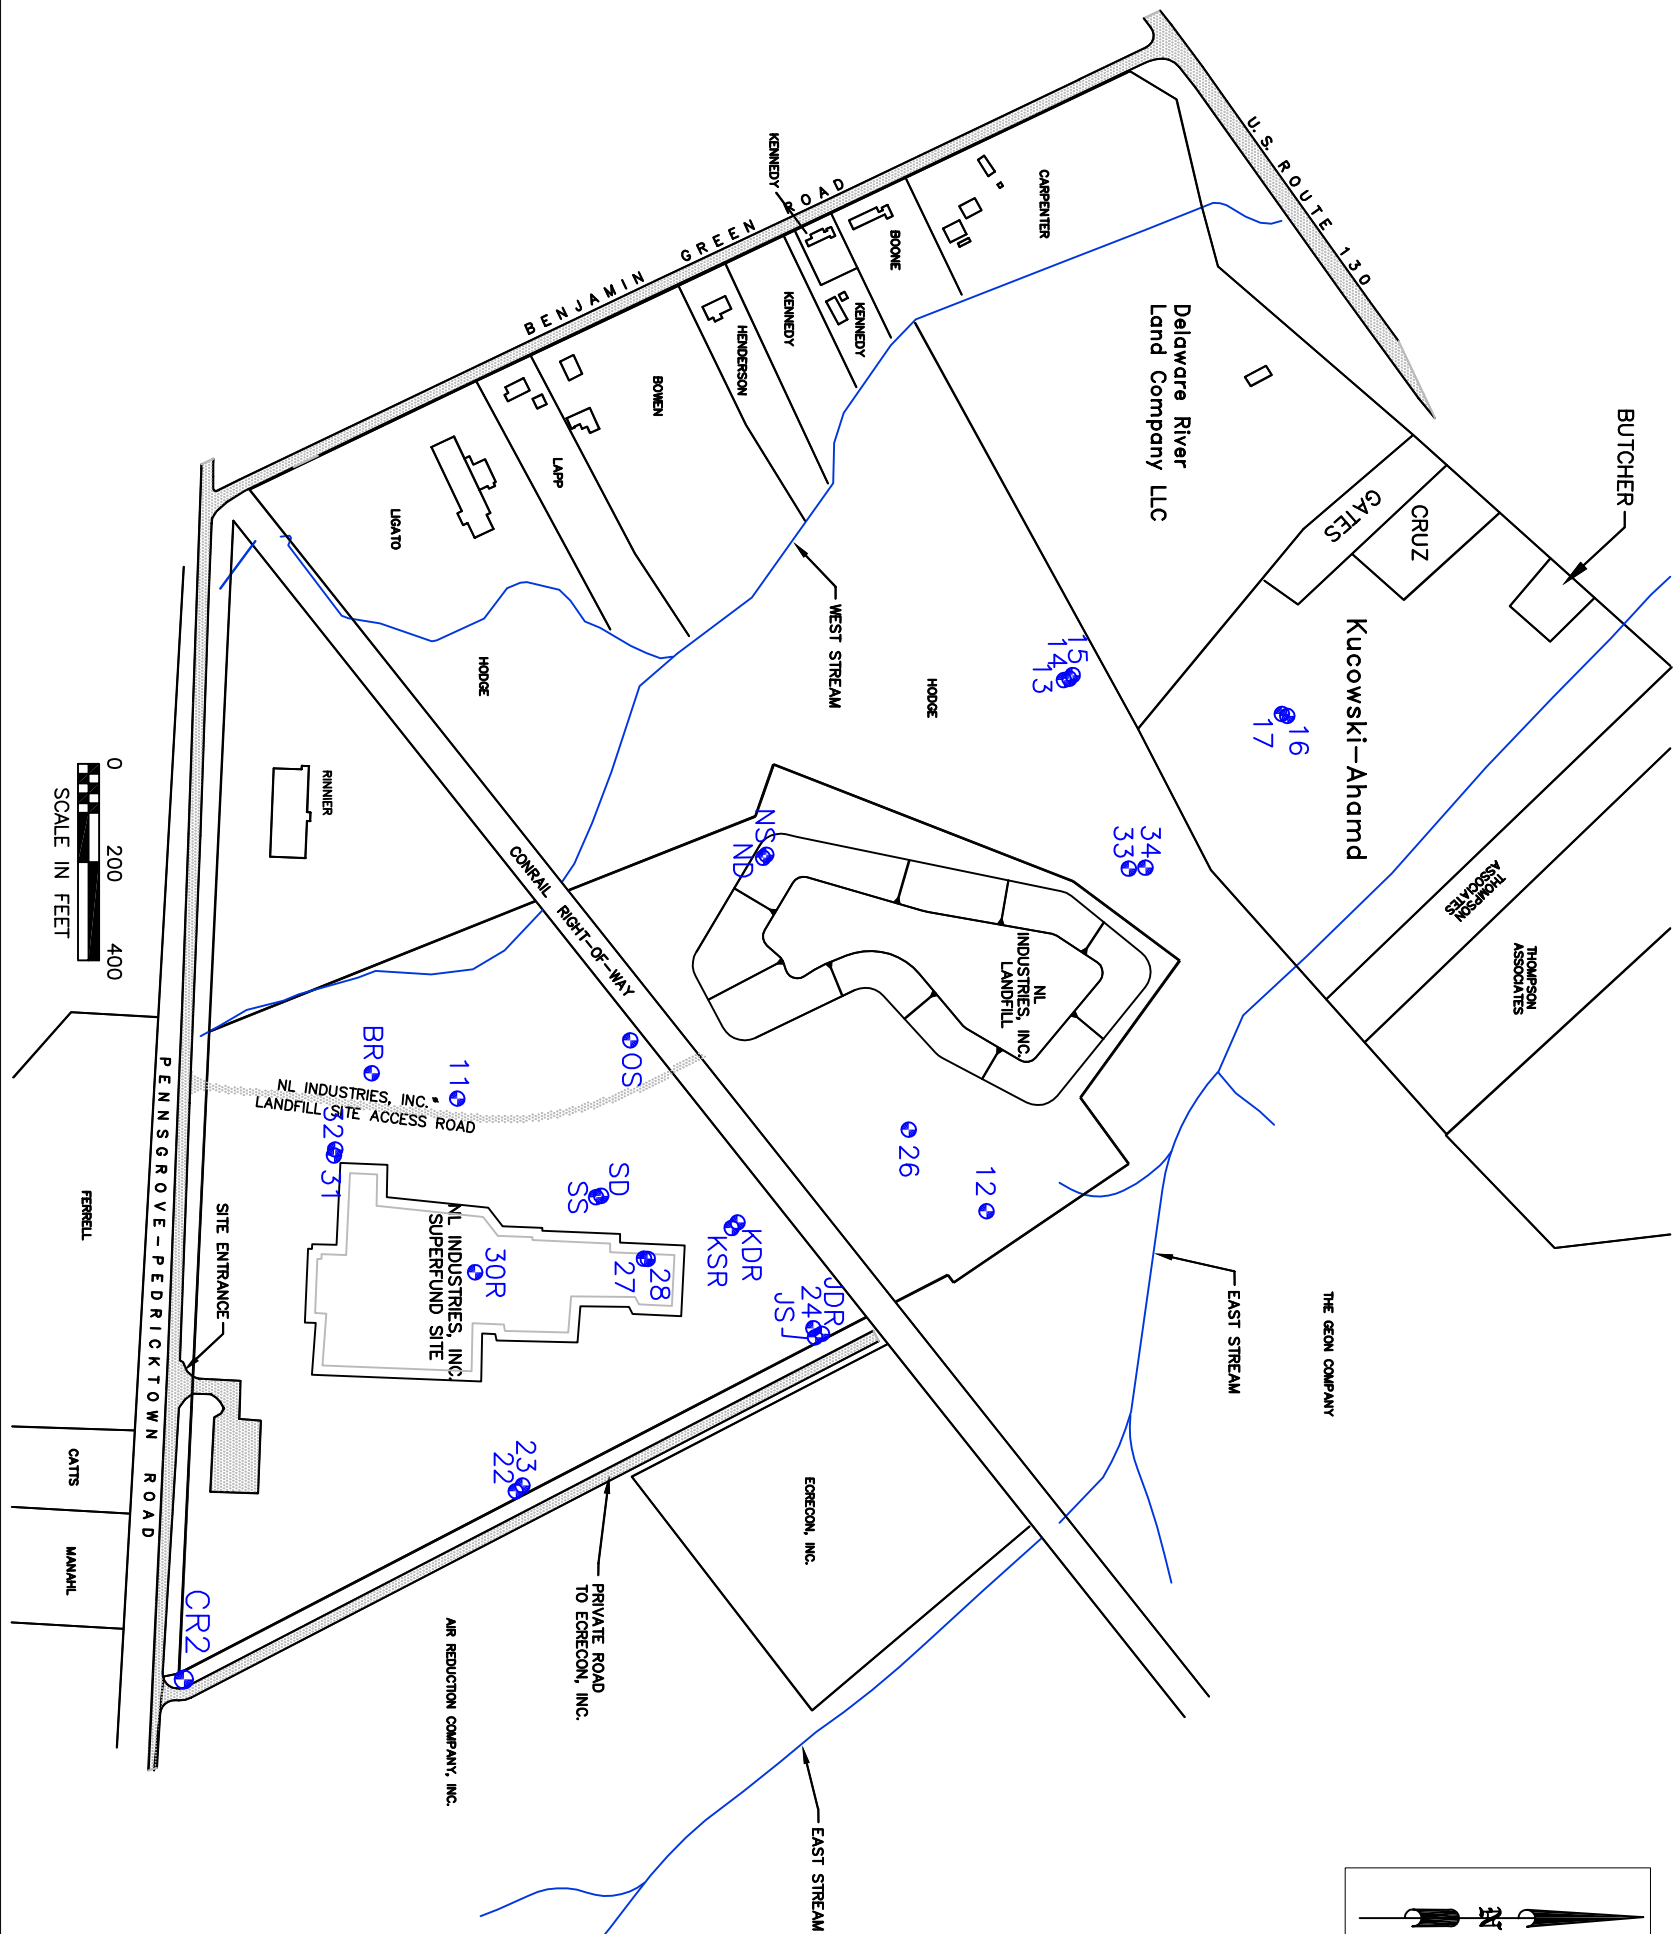 BUTCHER
U.S. ROUTE 130
CARPENTER
KENNEDY
BENJAMIN GREEN ROAD
BOONE
KENNEDY
KENNEDY
HENDERSON
BOWEN
LAPP
LIGATO
Delaware River
Land Company LLC
GATES
CRUZ
Kucowski-Ahamd
THOMPSON
ASSOCIATES
THOMPSON
ASSOCIATES
WEST STREAM
HODGE
HODGE
15
14
13
16
17
34
33
NS
ND
NL
INDUSTRIES, INC.
LANDFILL
RINNIER
CONRAIL RIGHT-OF-WAY
0 200 400
SCALE IN FEET
BR
11
OS
NL INDUSTRIES, INC.
LANDFILL SITE ACCESS ROAD
32
31
26
12
SD
SS
KDR
KSR
28
27
30R
NL INDUSTRIES, INC.
SUPERFUND SITE
JDR
24
JS
EAST STREAM
THE GEON COMPANY
PENNSGROVE-PEDRICKTOWN ROAD
FERRELL
SITE ENTRANCE
CATTS
MANAHL
23
22
CR2
ECRECON, INC.
PRIVATE ROAD
TO ECRECON, INC.
AIR REDUCTION COMPANY, INC.
EAST STREAM
N